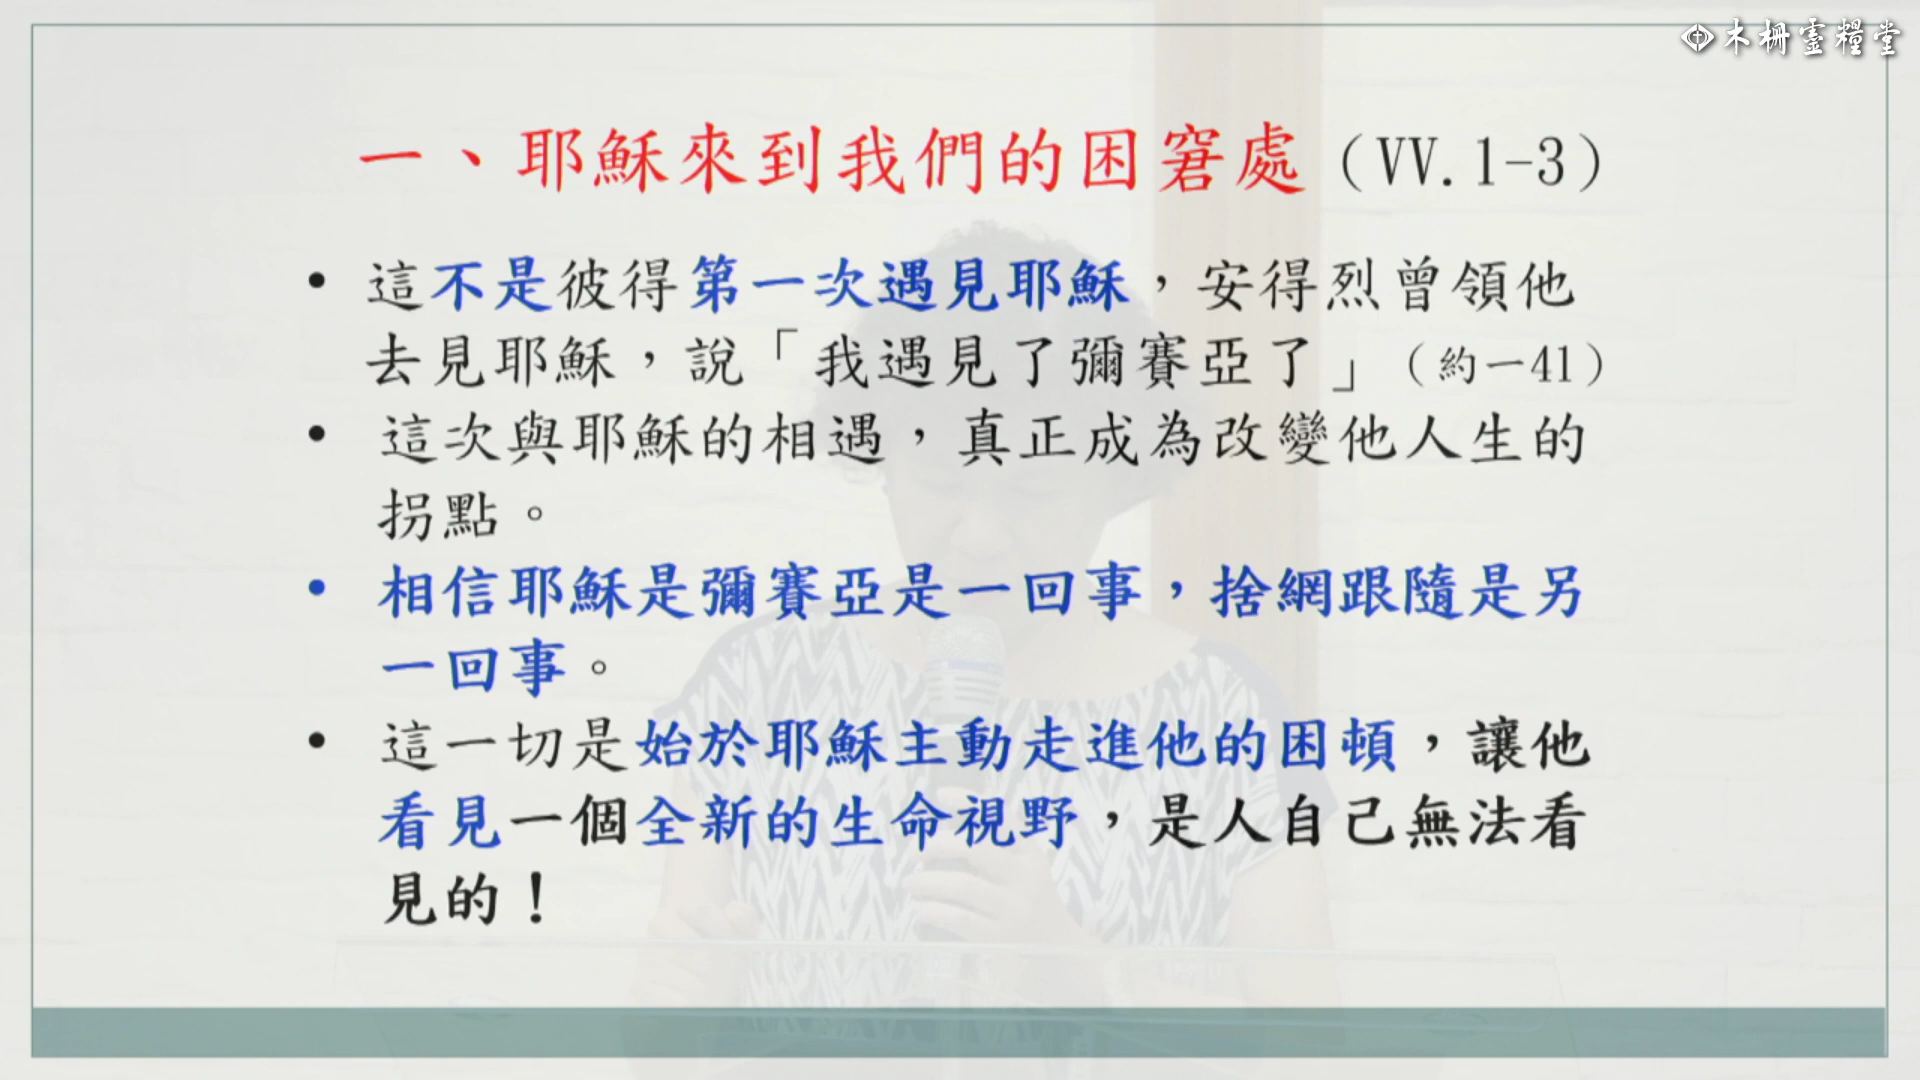 木柵靈糧堂
一、耶穌來到我們的困窘處（VV.1-3）
• 這不是彼得第一次遇見耶穌，安得烈曾領他
去見耶穌，說「我遇見了彌賽亞了」（約一41）
• 這次與耶穌的相遇，真正成為改變他人生的
拐點。
• 相信耶穌是彌賽亞是一回事，捨網跟隨是另
一回事。
• 這一切是始於耶穌主動走進他的困頓，讓他
看見一個全新的生命視野，是人自己無法看
見的！